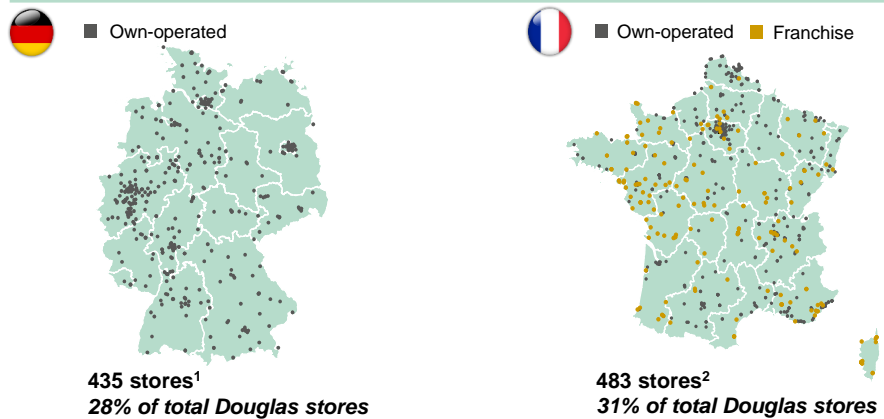 Own-operated
Own-operated Franchise
435 stores¹
28% of total Douglas stores
483 stores²
31% of total Douglas stores